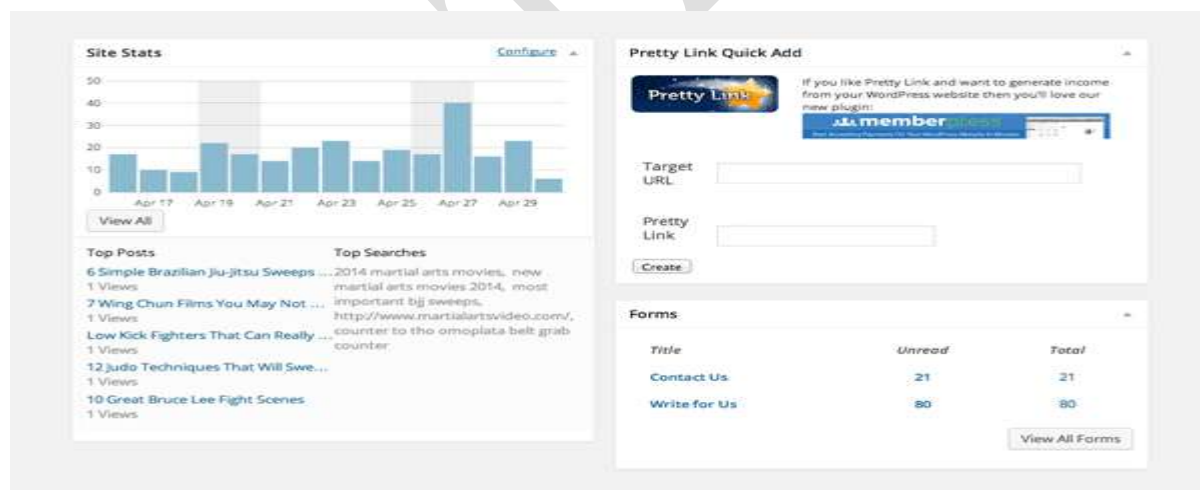 Site Stats
Configure
50
40
30
20
10
0
Apr 17 Apr 19 Apr 21 Apr 23 Apr 25 Apr 27 Apr 29
View All
Top Posts
6 Simple Brazilian Jiu-Jitsu Sweeps ...
1 Views
7 Wing Chun Films You May Not ...
1 Views
Low Kick Fighters That Can Really ...
1 Views
12 Judo Techniques That Will Swe...
1 Views
10 Great Bruce Lee Fight Scenes
1 Views
Top Searches
2014 martial arts movies, new
martial arts movies 2014, most
important bjj sweeps,
http://www.martialartsvideo.com/,
counter to tho omoplata belt grab
counter
Pretty Link Quick Add
Pretty Link
If you like Pretty Link and want to generate income
from your WordPress website then you'll love our
new plugin:
memberpress
Start Accepting Payments
Target
URL
Pretty
Link
Create
Forms
Title Unread Total
Contact Us 21 21
Write for Us 80 80
View All Forms